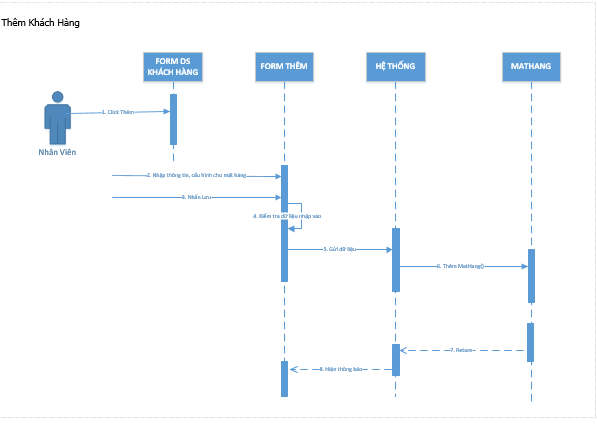 Thêm Khách Hàng
FORM DS
KHÁCH HÀNG
FORM THÊM
HỆ THỐNG
MATHANG
1. Click Thêm
Nhân Viên
2. Nhập thông tin, cấu hình cho mặt hàng
3. Nhấn Lưu
4. Kiểm tra dữ liệu nhập vào
5. Gửi dữ liệu
6. Thêm MatHang()
7. Return
8. Hiện thông báo